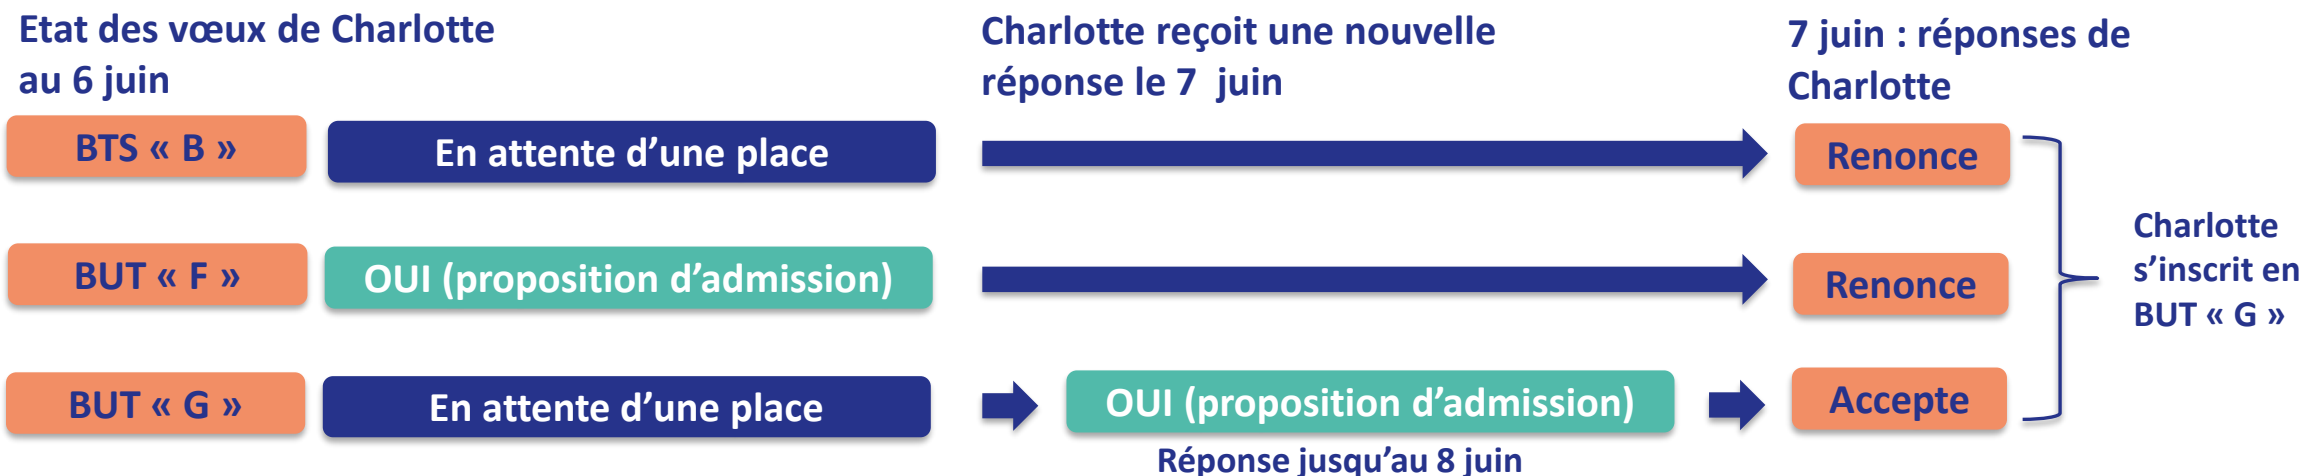 Etat des vœux de Charlotte
au 6 juin
Charlotte reçoit une nouvelle
réponse le 7 juin
7 juin : réponses de
Charlotte
BTS « B »
En attente d’une place
Renonce
BUT « F »
OUI (proposition d’admission)
Renonce
Charlotte
s’inscrit en
BUT « G »
BUT « G »
En attente d’une place
OUI (proposition d’admission)
Accepte
Réponse jusqu’au 8 juin